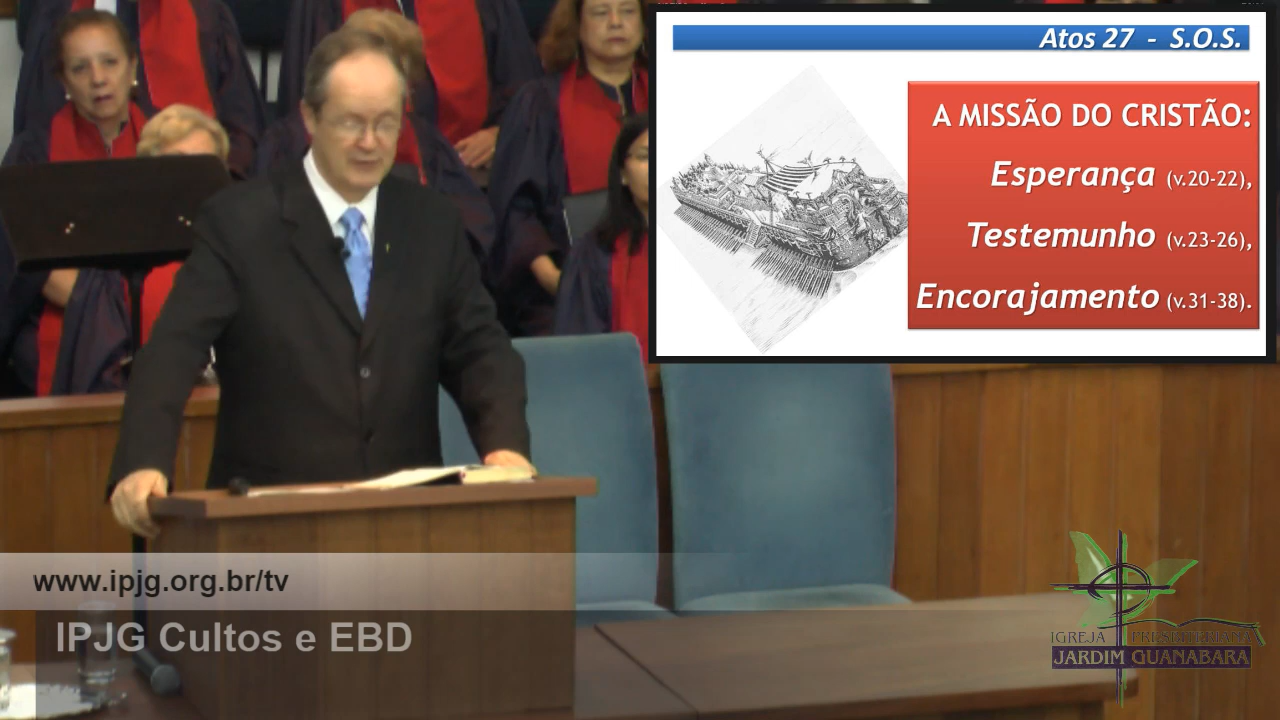 Atos 27 - S.O.S.
A MISSÃO DO CRISTÃO:
Esperança (v.20-22),
Testemunho (v.23-26),
Encorajamento (v.31-38).
www.ipjg.org.br/tv
IPJG Cultos e EBD
IGREJA PRESBITERIANA
JARDIM GUANABARA